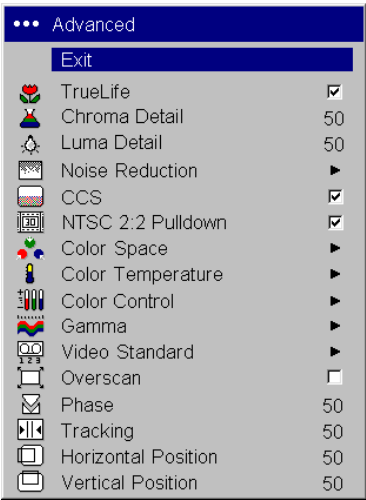 Advanced
Exit
TrueLife
Chroma Detail 50
Luma Detail 50
Noise Reduction
CCS
NTSC 2:2 Pulldown
Color Space
Color Temperature
Color Control
Gamma
Video Standard
Overscan
Phase 50
Tracking 50
Horizontal Position 50
Vertical Position 50